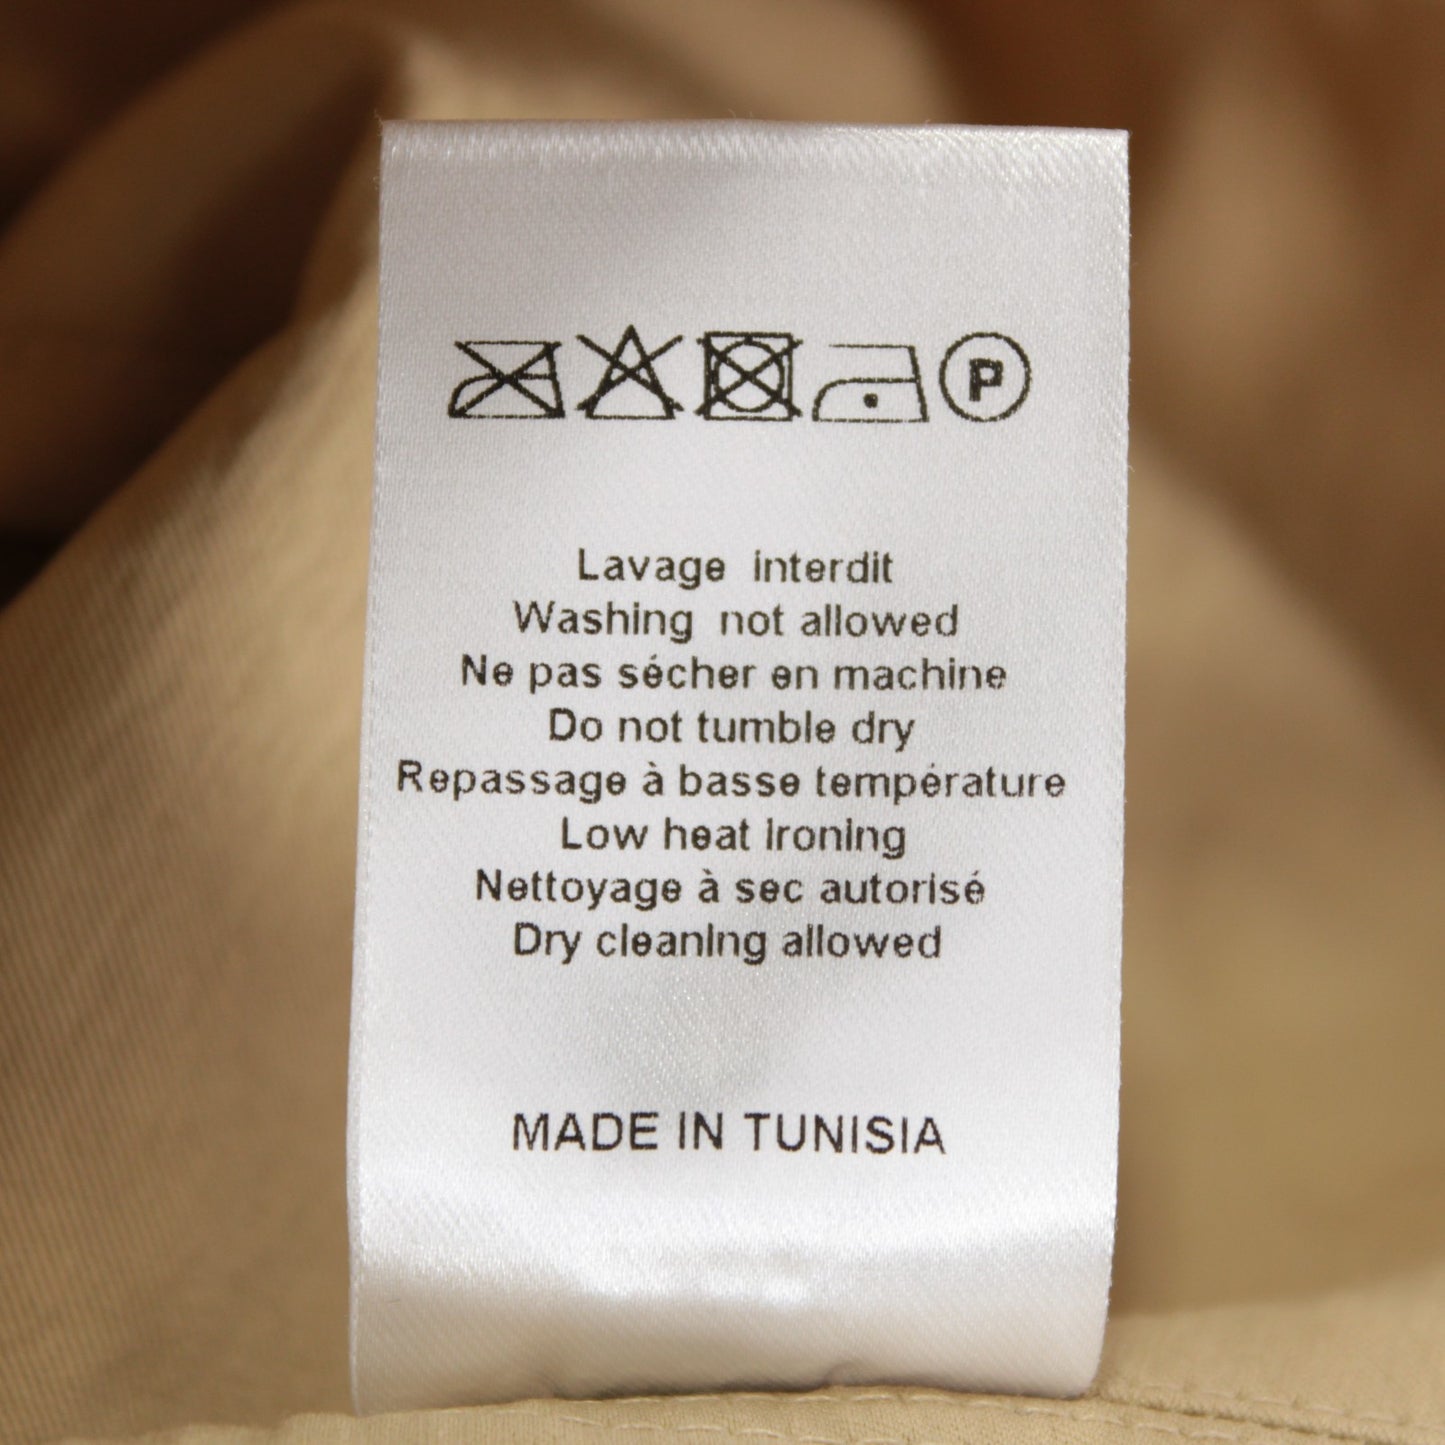 P
Lavage interdit
Washing not allowed
Ne pas sécher en machine
Do not tumble dry
Repassage à basse température
Low heat ironing
Nettoyage à sec autorisé
Dry cleaning allowed
MADE IN TUNISIA